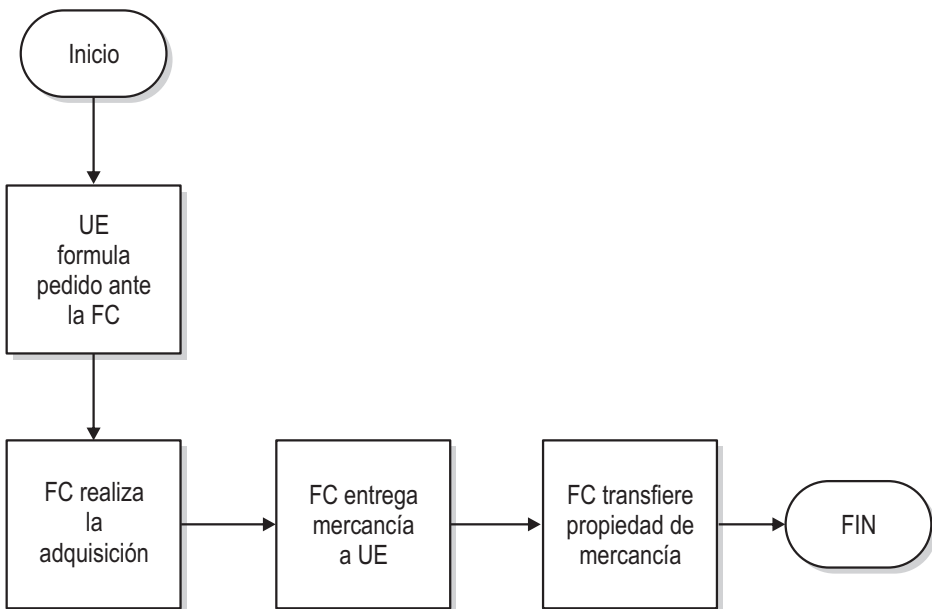 Inicio
UE
formula
pedido ante
la FC
FC realiza
la
adquisición
FC entrega
mercancía
a UE
FC transfiere
propiedad de
mercancía
FIN